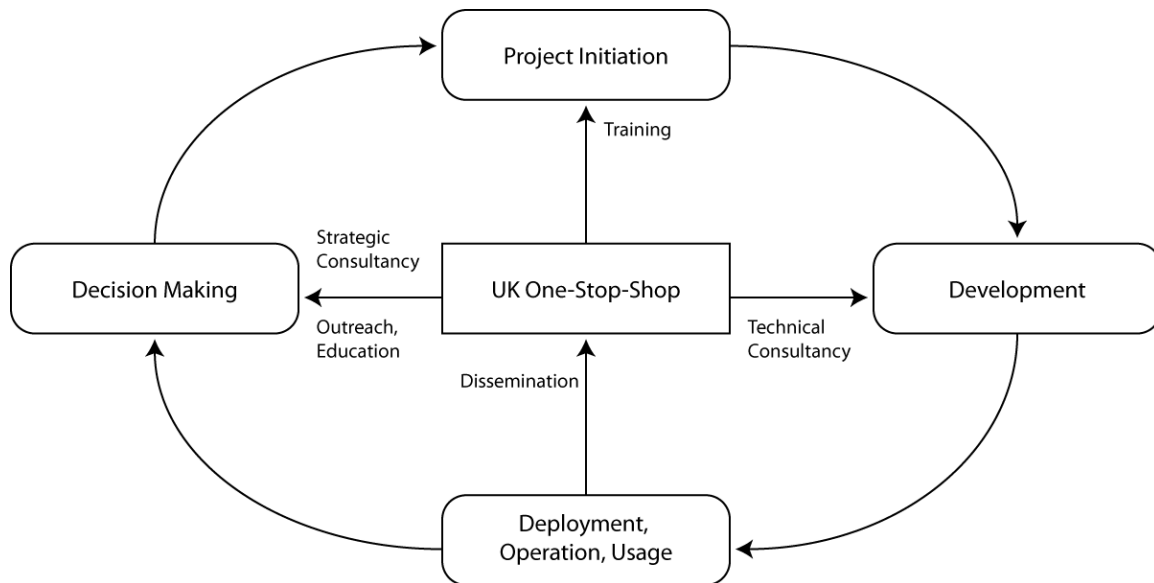 Project Initiation
Training
Strategic
Consultancy
Decision Making
UK One-Stop-Shop
Development
Outreach,
Education
Technical
Consultancy
Dissemination
Deployment,
Operation, Usage